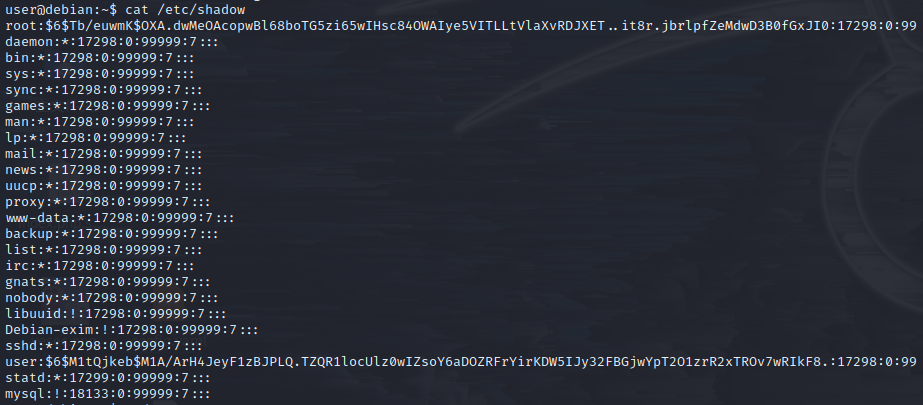 user@debian:~$ cat /etc/shadow
root:$6$Tb/euwmK$OXA.dwMeOAcopwBl68boTG5zi65wIHsc84OWAIye5VITLLtVlaXvRDJXET..it8r.jbrlpfZeMdwD3B0fGxJI0:17298:0:99
daemon:*:17298:0:99999:7:::
bin:*:17298:0:99999:7:::
sys:*:17298:0:99999:7:::
sync:*:17298:0:99999:7:::
games:*:17298:0:99999:7:::
man:*:17298:0:99999:7:::
lp:*:17298:0:99999:7:::
mail:*:17298:0:99999:7:::
news:*:17298:0:99999:7:::
uucp:*:17298:0:99999:7:::
proxy:*:17298:0:99999:7:::
www-data:*:17298:0:99999:7:::
backup:*:17298:0:99999:7:::
list:*:17298:0:99999:7:::
irc:*:17298:0:99999:7:::
gnats:*:17298:0:99999:7:::
nobody:*:17298:0:99999:7:::
libuuid:!:17298:0:99999:7:::
Debian-exim:!:17298:0:99999:7:::
sshd:*:17298:0:99999:7:::
user:$6$M1tQjkeb$M1A/ArH4JeyF1zBJPLQ.TZQR1locUlz0wIZsoY6aDOZRFrYirKDW5IJy32FBGjwYpT2O1zrR2xTROv7wRIkF8.:17298:0:99
statd:*:17299:0:99999:7:::
mysql:!:18133:0:99999:7:::